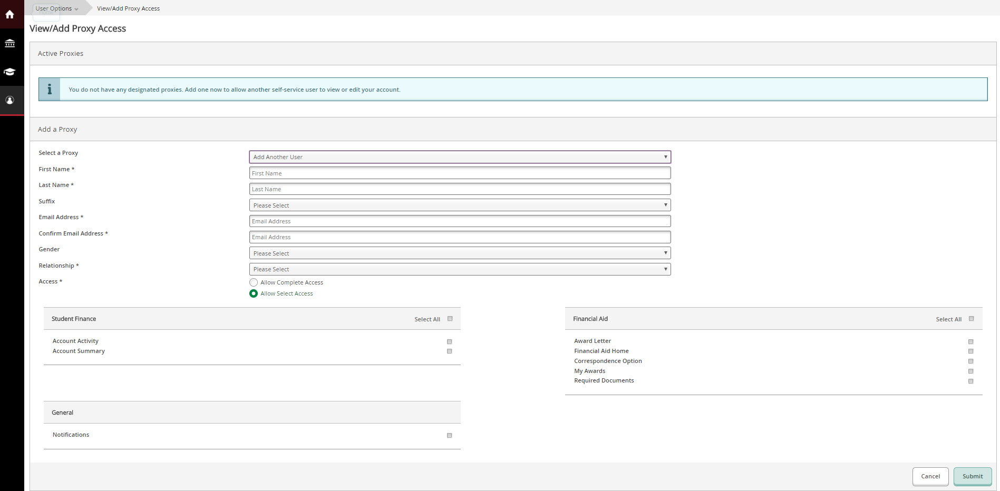 User Options
View/Add Proxy Access
View/Add Proxy Access
Active Proxies
You do not have any designated proxies. Add one now to allow another self-service user to view or edit your account.
Add a Proxy
Select a Proxy
Add Another User
First Name *
First Name
Last Name *
Last Name
Suffix
Please Select
Email Address *
Email Address
Confirm Email Address *
Email Address
Gender
Please Select
Relationship *
Please Select
Access *
Allow Complete Access
Allow Select Access
Student Finance
Select All
Account Activity
Account Summary
Financial Aid
Select All
Award Letter
Financial Aid Home
Correspondence Option
My Awards
Required Documents
General
Notifications
Cancel
Submit